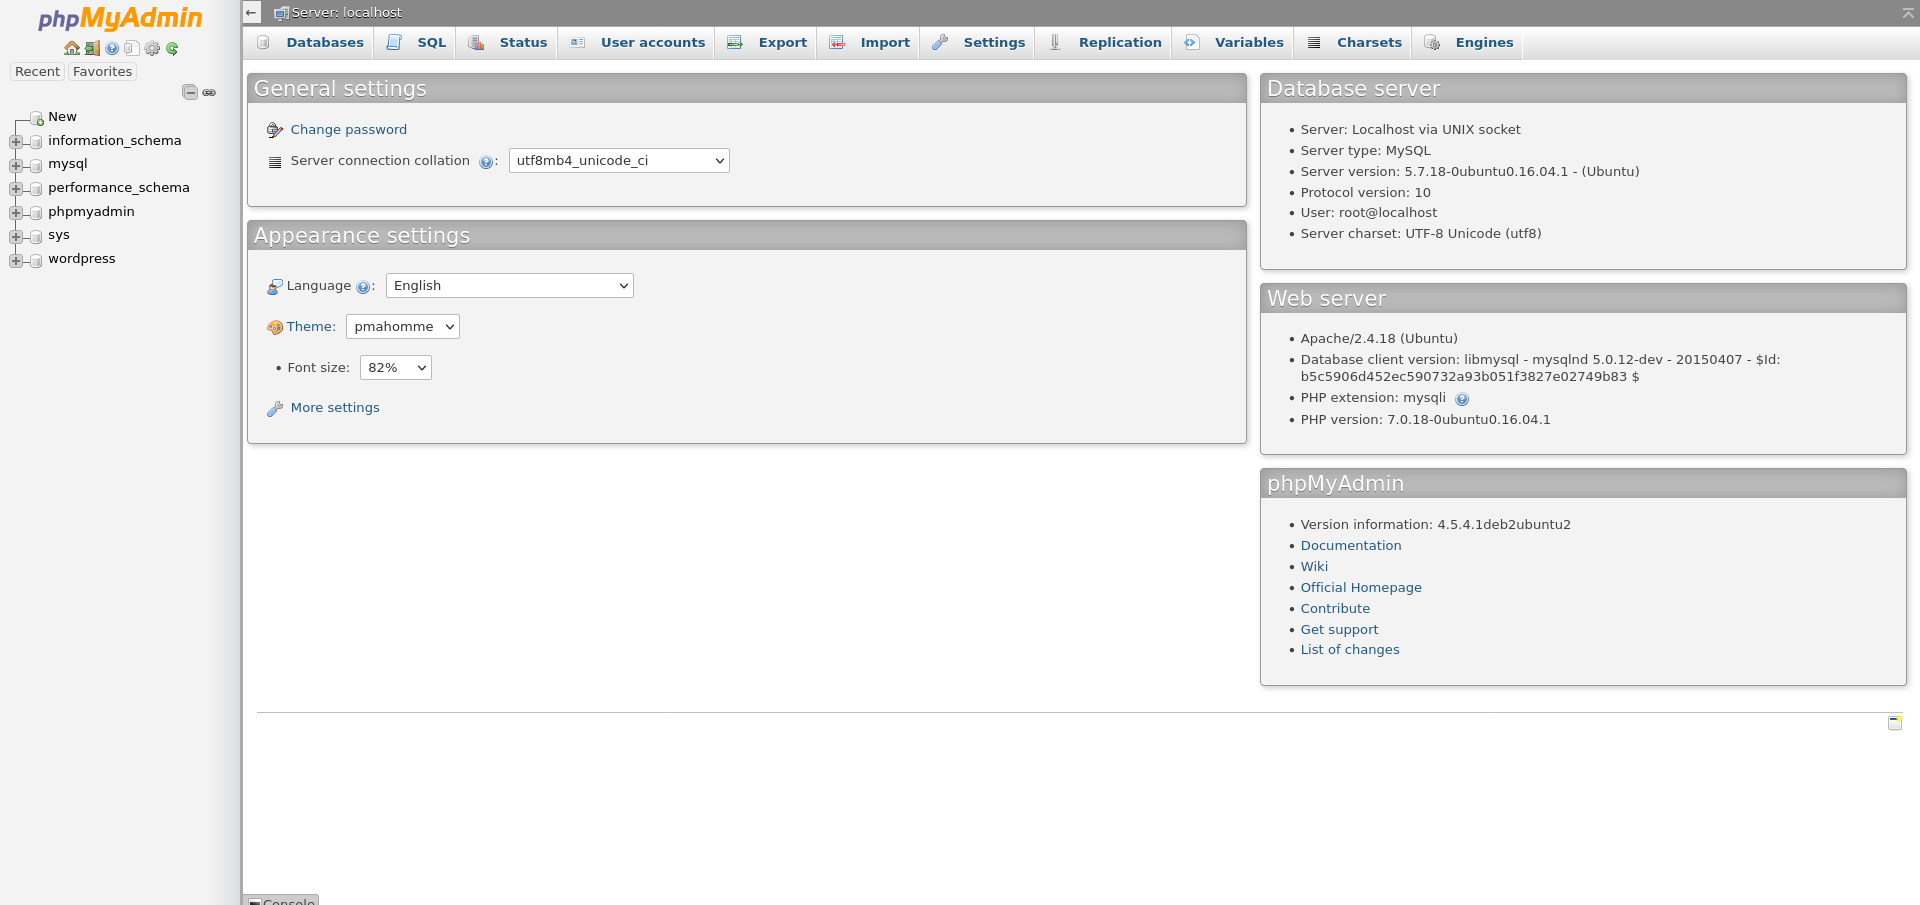 phpMyAdmin
Recent Favorites
New
information_schema
mysql
performance_schema
phpmyadmin
sys
wordpress
Server: localhost
Databases SQL Status User accounts Export Import Settings Replication Variables Charsets Engines
General settings
Change password
Server connection collation : utf8mb4_unicode_ci
Appearance settings
Language : English
Theme: pmahomme
• Font size: 82%
More settings
Database server
• Server: Localhost via UNIX socket
• Server type: MySQL
• Server version: 5.7.18-0ubuntu0.16.04.1 - (Ubuntu)
• Protocol version: 10
• User: root@localhost
• Server charset: UTF-8 Unicode (utf8)
Web server
• Apache/2.4.18 (Ubuntu)
• Database client version: libmysql - mysqlnd 5.0.12-dev - 20150407 - $Id:
b5c5906d452ec590732a93b051f3827e02749b83 $
• PHP extension: mysqli
• PHP version: 7.0.18-0ubuntu0.16.04.1
phpMyAdmin
• Version information: 4.5.4.1deb2ubuntu2
• Documentation
• Wiki
• Official Homepage
• Contribute
• Get support
• List of changes
Console